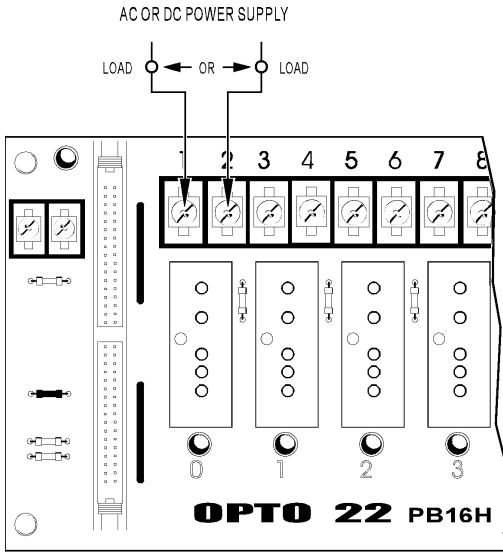 AC OR DC POWER SUPPLY
LOAD OR LOAD
1 2 3 4 5 6 7 8
0 1 2 3
OPTO 22 PB16H